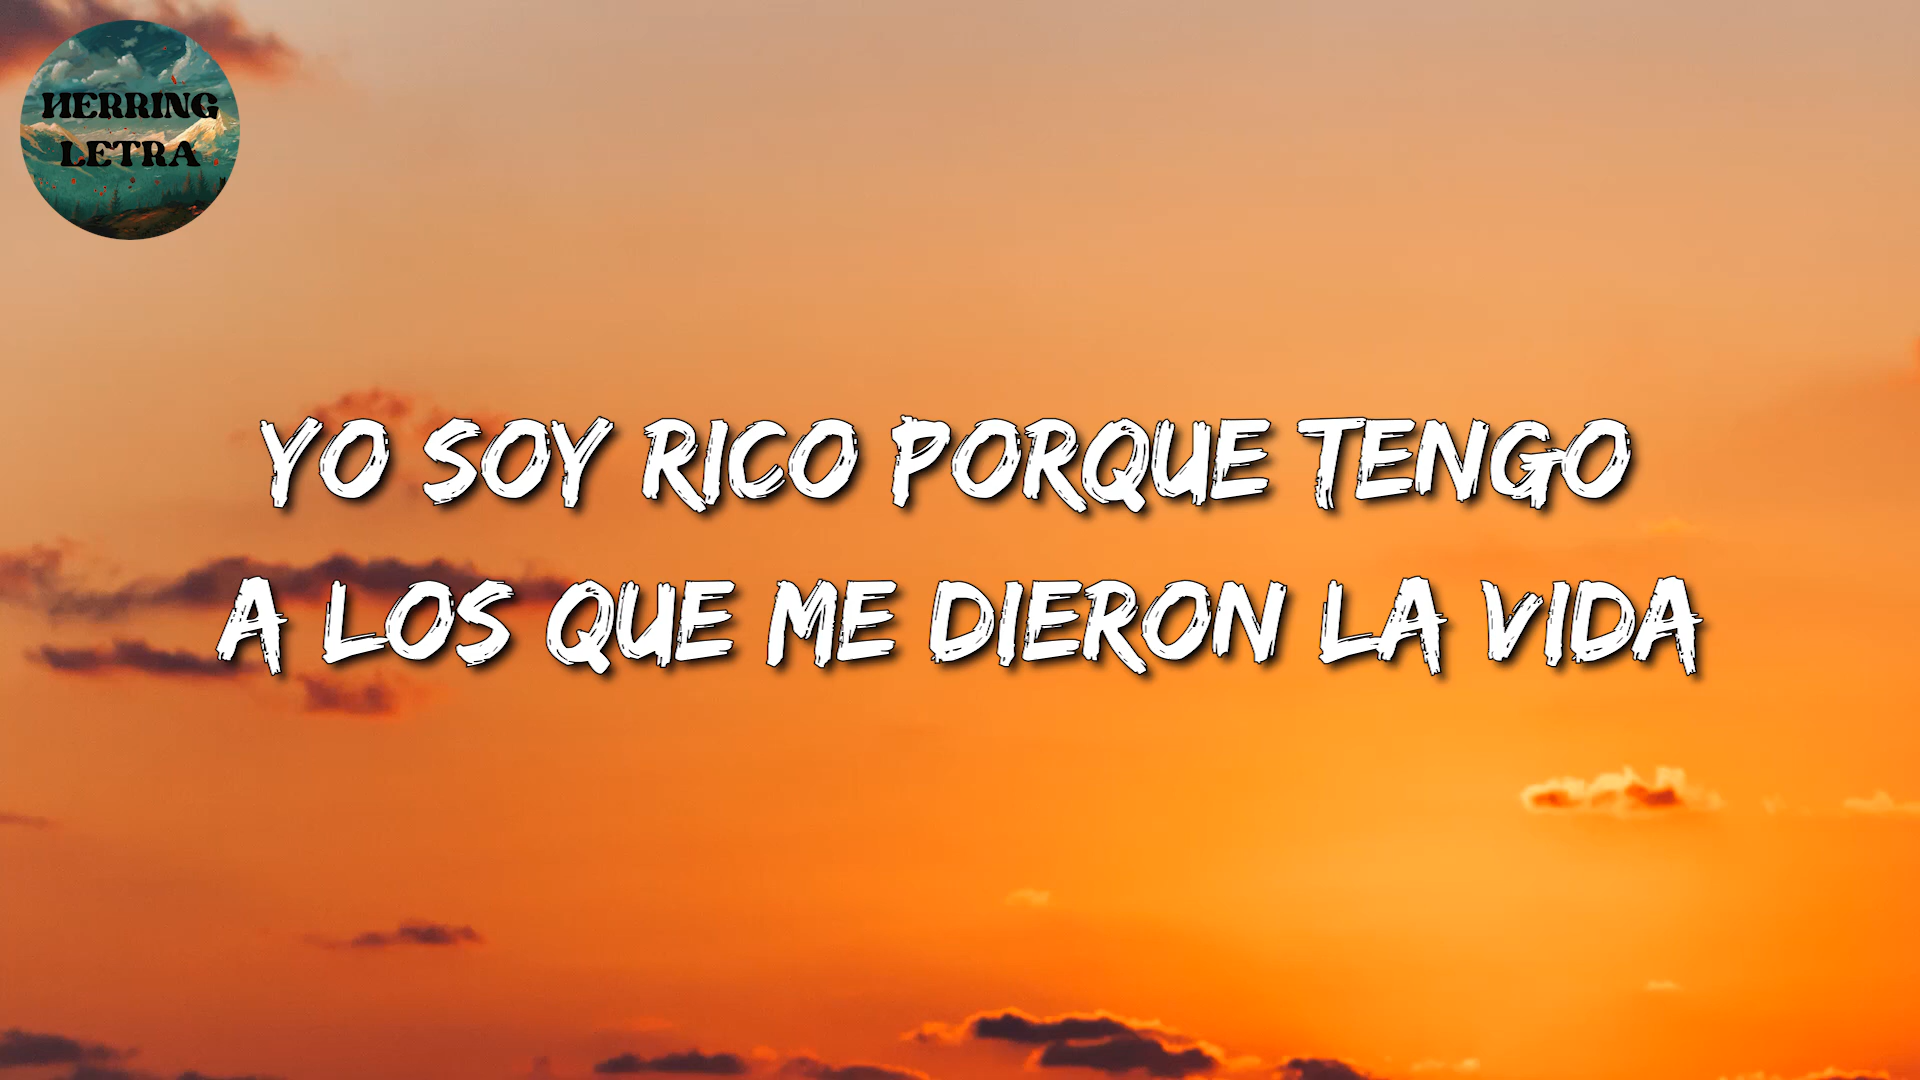 HERRING
LETRA
YO SOY RICO PORQUE TENGO
A LOS QUE ME DIERON LA VIDA